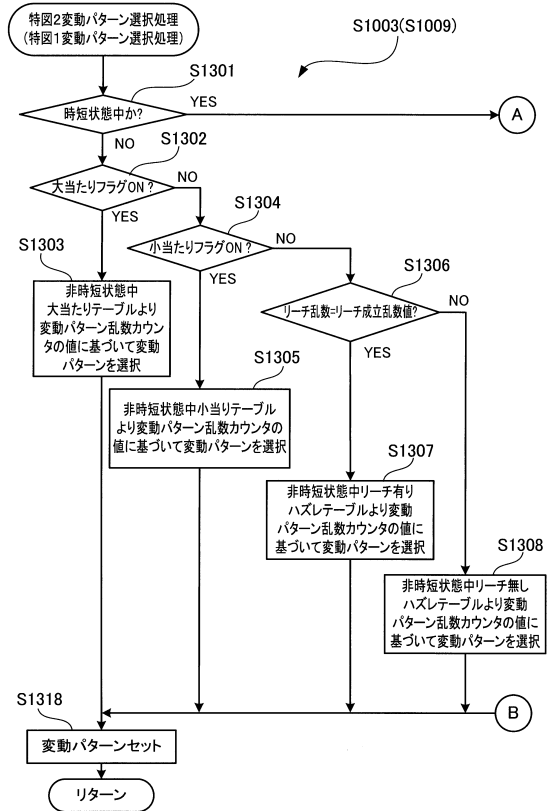 特図2変動パターン選択処理
(特図1変動パターン選択処理)
S1003(S1009)
S1301
時短状態中か?
YES
A
NO
S1302
大当たりフラグON?
NO
YES
S1304
小当たりフラグON?
NO
YES
S1303
非時短状態中
大当たりテーブルより
変動パターン乱数カウン
タの値に基づいて変動
パターンを選択
S1306
リーチ乱数=リーチ成立乱数値?
NO
YES
S1305
非時短状態中小当りテーブル
より変動パターン乱数カウンタの
値に基づいて変動パターンを選択
S1307
非時短状態中リーチ有り
ハズレテーブルより変動
パターン乱数カウンタの値に
基づいて変動パターンを選択
S1308
非時短状態中リーチ無し
ハズレテーブルより変動
パターン乱数カウンタの値に
基づいて変動パターンを選択
B
S1318
変動パターンセット
リターン